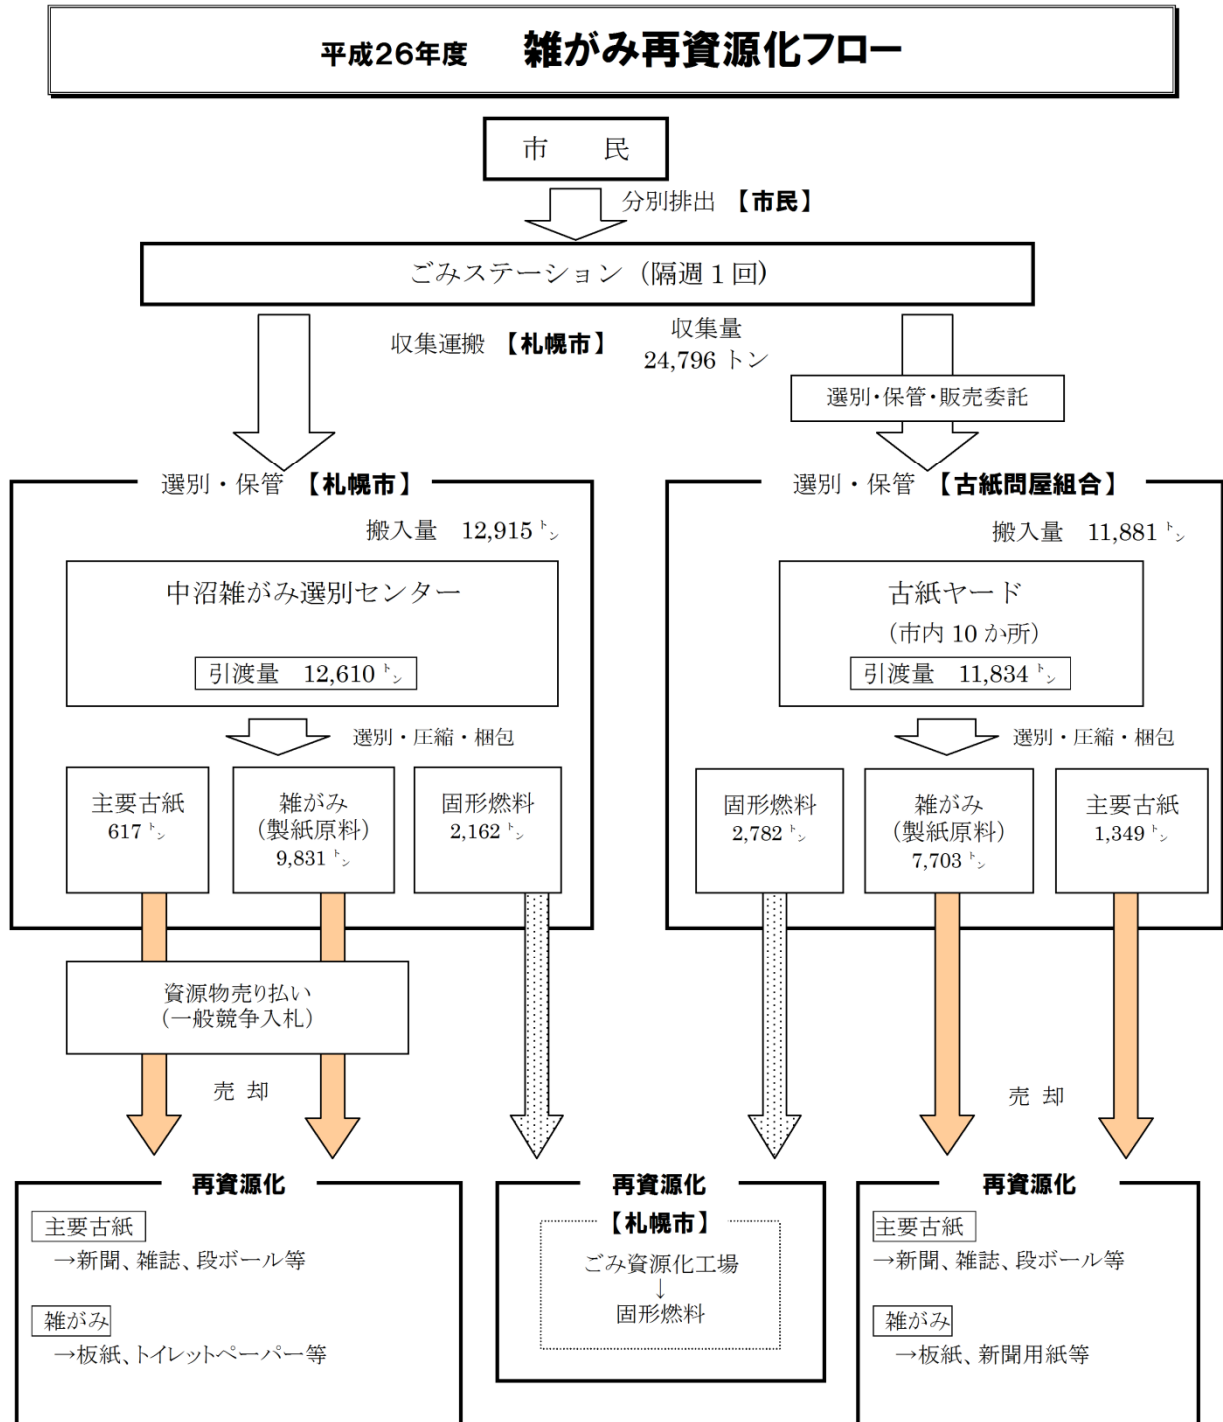 平成26年度　雑がみ再資源化フロー
市　民
分別排出 【市民】
ごみステーション（隔週１回）
収集運搬 【札幌市】
収集量
24,796 トン
選別・保管・販売委託
選別・保管 【札幌市】
搬入量　12,915 トン
中沼雑がみ選別センター
引渡量　12,610 トン
選別・圧縮・梱包
主要古紙
617 トン
雑がみ
（製紙原料）
9,831 トン
固形燃料
2,162 トン
選別・保管 【古紙問屋組合】
搬入量　11,881 トン
古紙ヤード
（市内 10 か所）
引渡量　11,834 トン
選別・圧縮・梱包
固形燃料
2,782 トン
雑がみ
（製紙原料）
7,703 トン
主要古紙
1,349 トン
資源物売り払い
（一般競争入札）
売 却
売 却
再資源化
主要古紙
→新聞、雑誌、段ボール等
雑がみ
→板紙、トイレットペーパー等
再資源化
【札幌市】
ごみ資源化工場
↓
固形燃料
再資源化
主要古紙
→新聞、雑誌、段ボール等
雑がみ
→板紙、新聞用紙等